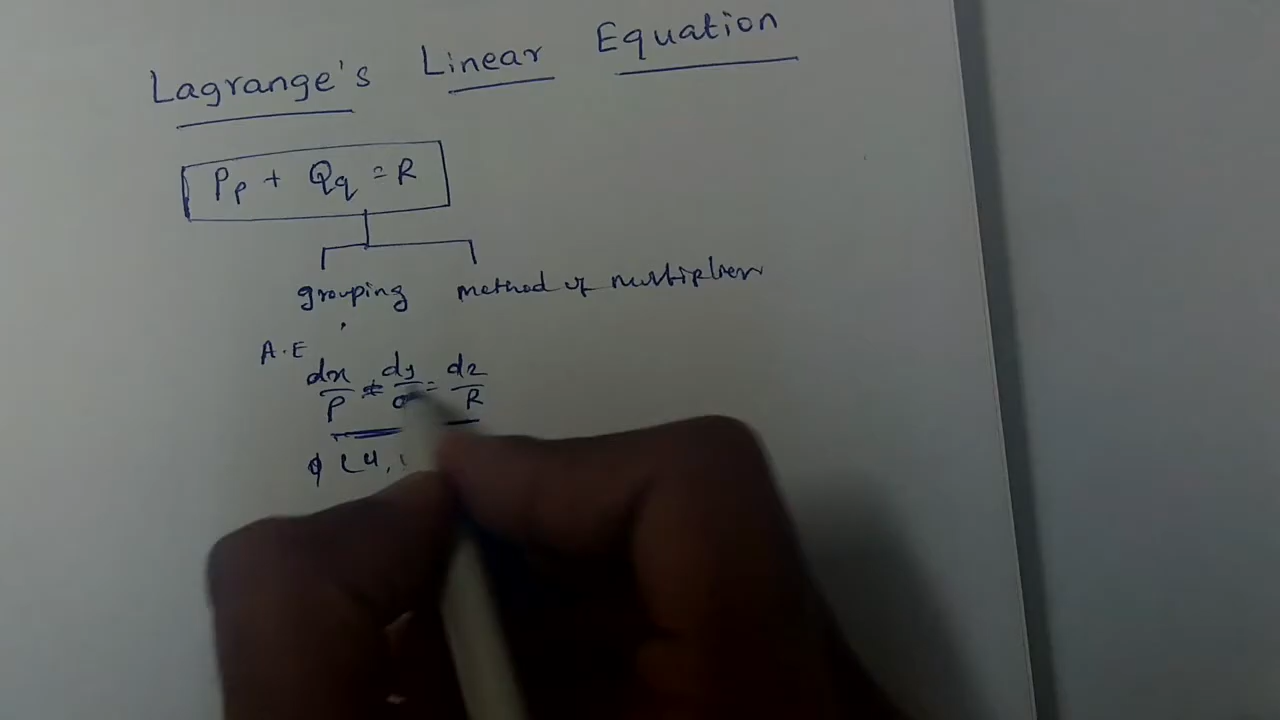 Lagrange's Linear Equation
Pp + Qq = R
grouping method of multiplier
A.E
dx/P = dy/Q = dz/R
φ (u,